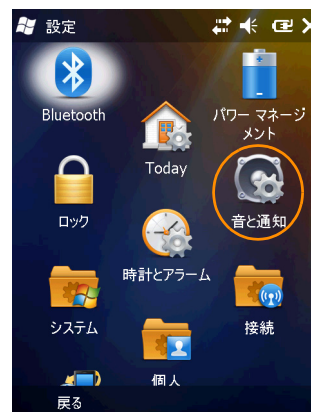 設定
Bluetooth
パワー マネージ
メント
Today
ロック
音と通知
時計とアラーム
システム
接続
個人
戻る